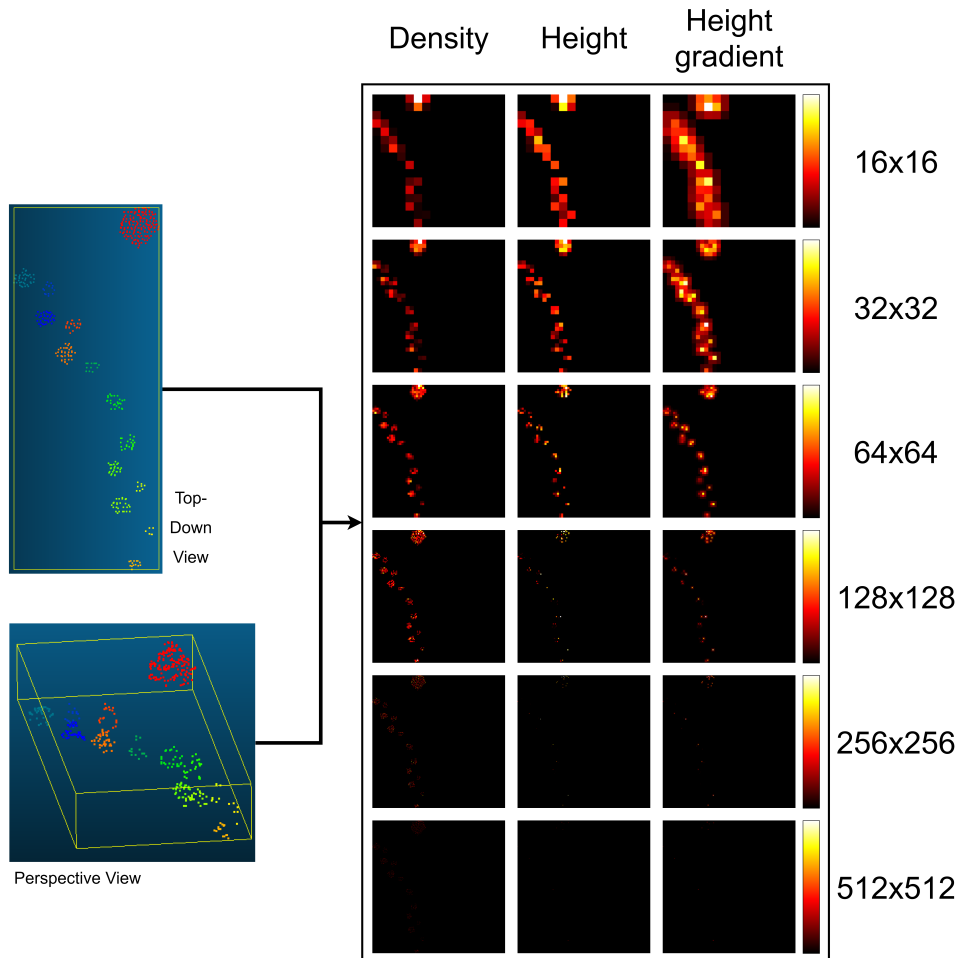 Density
Height
Height
gradient
16x16
32x32
64x64
128x128
256x256
512x512
Top-
Down
View
Perspective View